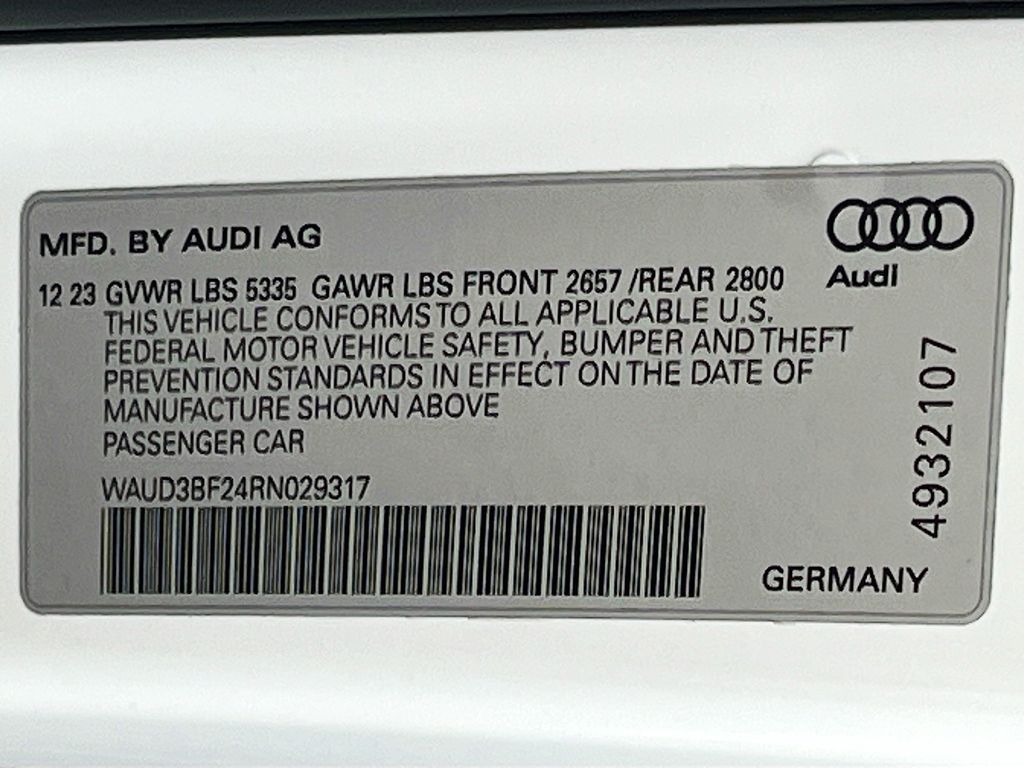 MFD. BY AUDI AG
Audi
12 23 GVWR LBS 5335 GAWR LBS FRONT 2657 /REAR 2800
THIS VEHICLE CONFORMS TO ALL APPLICABLE U.S.
FEDERAL MOTOR VEHICLE SAFETY, BUMPER AND THEFT
PREVENTION STANDARDS IN EFFECT ON THE DATE OF
MANUFACTURE SHOWN ABOVE
PASSENGER CAR
WAUD3BF24RN029317
4932107
GERMANY